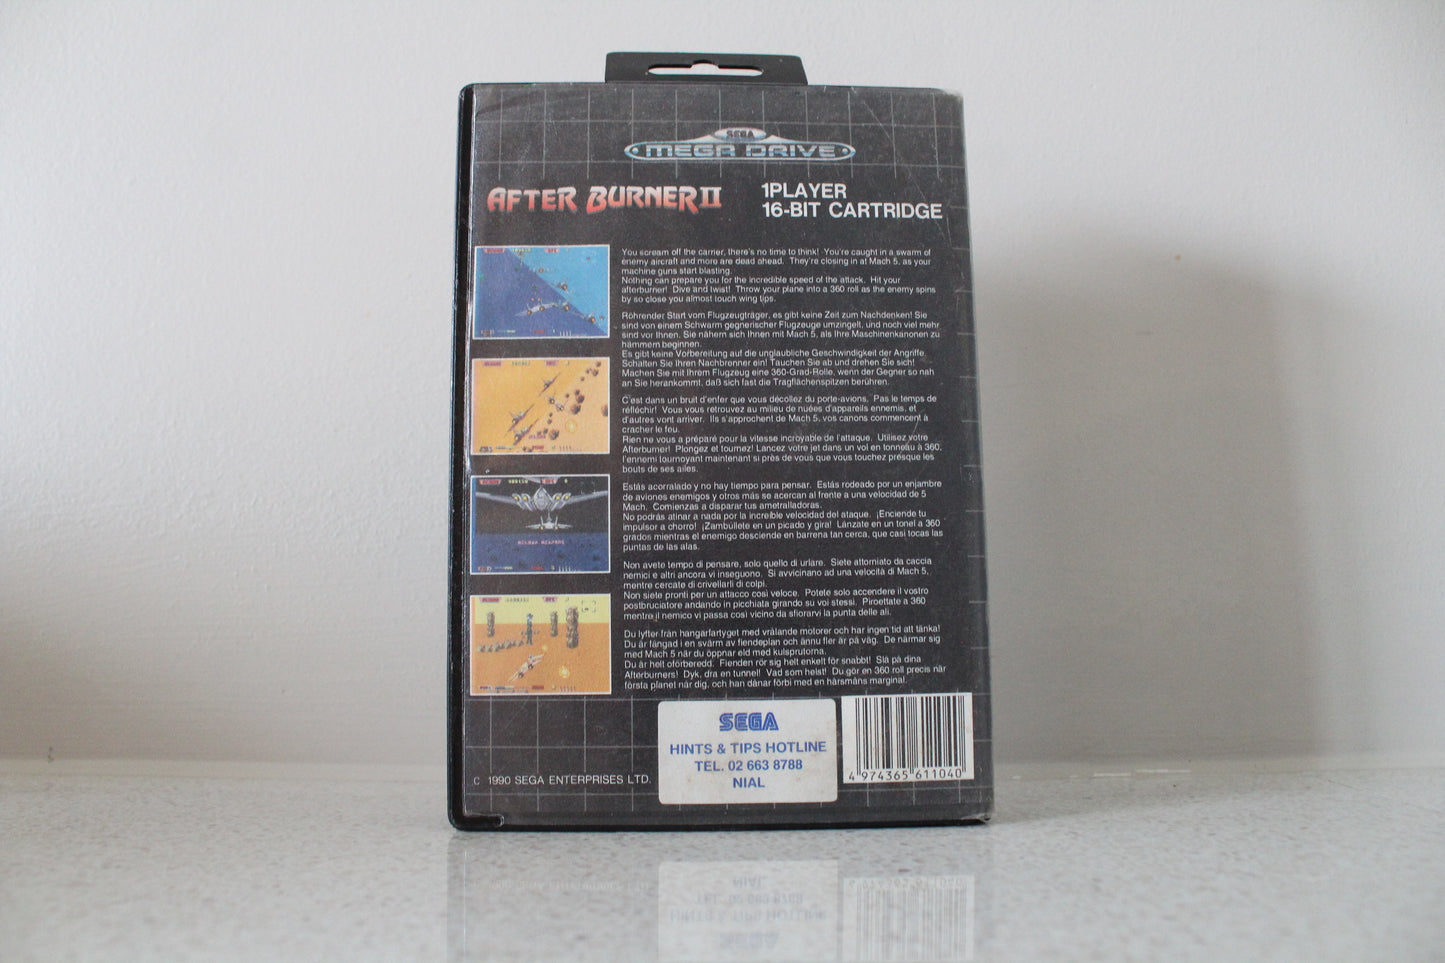 SEGA
MEGA DRIVE
AFTER BURNER II
1PLAYER
16-BIT CARTRIDGE
You scream off the carrier, there's no time to think! You're caught in a swarm of
enemy aircraft and more are dead ahead. They're closing in at Mach 5, as your
machine guns start blasting.
Nothing can prepare you for the incredible speed of the attack. Hit your
afterburner! Dive and twist! Throw your plane into a 360 roll as the enemy spins
by so close you almost touch wing tips.
Röhrender Start vom Flugzeugträger, es gibt keine Zeit zum Nachdenken! Sie
sind von einem Schwarm gegnerischer Flugzeuge umzingelt, und noch viel mehr
sind vor Ihnen. Sie nähern sich Ihnen mit Mach 5, als Ihre Maschinenkanonen zu
hämmern beginnen.
Es gibt keine Vorbereitung auf die unglaubliche Geschwindigkeit der Angriffe.
Schalten Sie Ihren Nachbrenner ein! Tauchen Sie ab und drehen Sie sich!
Machen Sie mit Ihrem Flugzeug eine 360-Grad-Rolle, wenn der Gegner so nah
an Sie herankommt, daß sich fast die Tragflächenspitzen berühren.
C'est dans un bruit d'enfer que vous décollez du porte-avions. Pas le temps de
réfléchir! Vous vous retrouvez au milieu de nuées d'appareils ennemis, et
d'autres vont arriver. Ils s'approchent de Mach 5, vos canons commencent à
cracher le feu.
Rien ne vous a préparé pour la vitesse incroyable de l'attaque. Utilisez votre
Afterburner! Plongez et tournez! Lancez votre jet dans un vol en tonneau à 360,
l'ennemi tournoyant maintenant si près de vous que vous touchez presque les
bouts de ses ailes.
Estás acorralado y no hay tiempo para pensar. Estás rodeado por un enjambre
de aviones enemigos y otros más se acercan al frente a una velocidad de 5
Mach. Comienzas a disparar tus ametralladoras.
No podrás atinar a nada por la increíble velocidad del ataque. ¡Enciende tu
impulsor a chorro! ¡Zambúllete en un picado y gira! Lánzate en un tonel a 360
grados mientras el enemigo desciende en barrena tan cerca, que casi tocas las
puntas de las alas.
Non avete tempo di pensare, solo quello di urlare. Siete attorniato da caccia
nemici e altri ancora vi inseguono. Si avvicinano ad una velocità di Mach 5,
mentre cercate di crivellarli di colpi.
Non siete pronti per un attacco così veloce. Potete solo accendere il vostro
postbruciatore andando in picchiata girando su voi stessi. Piroettate a 360
mentre il nemico vi passa così vicino da sfiorarvi la punta delle ali.
Du lyfter från hangarfartyget med vrålande motorer och har ingen tid att tänka!
Du är fångad i en svärm av fiendeplan och ännu fler är på väg. De närmar sig
med Mach 5 när du öppnar eld med kulsprutorna.
Du är helt oförberedd. Fienden rör sig helt enkelt för snabbt! Slå på dina
Afterburners! Dyk, dra en tunnel! Vad som helst! Du gör en 360 roll precis när
första planet når dig, och han dånar förbi med en hårsmåns marginal.
SEGA
HINTS & TIPS HOTLINE
TEL. 02 663 8788
NIAL
C 1990 SEGA ENTERPRISES LTD.
4 974365 611040